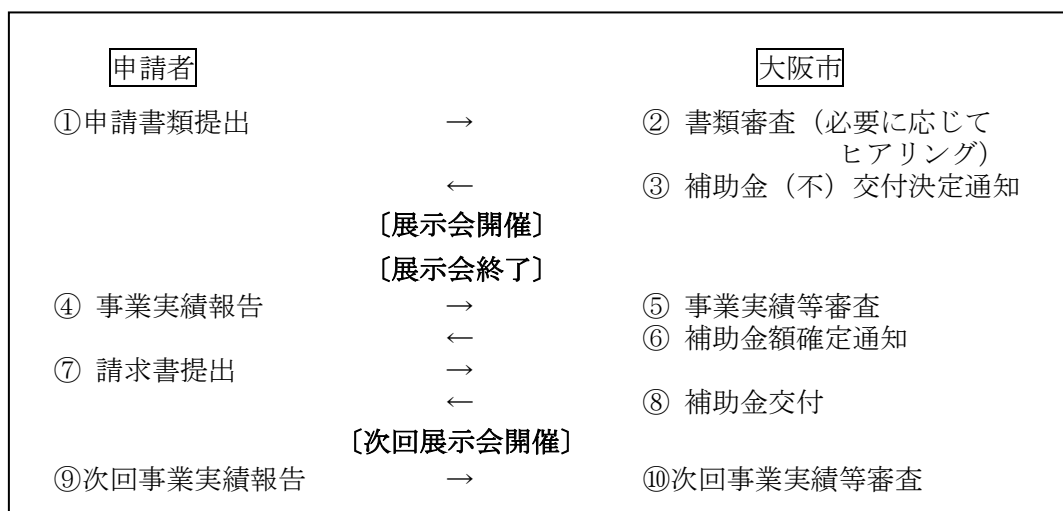 申請者 大阪市
①申請書類提出 → ② 書類審査（必要に応じて
ヒアリング）
← ③ 補助金（不）交付決定通知
〔展示会開催〕
〔展示会終了〕
④ 事業実績報告 → ⑤ 事業実績等審査
← ⑥ 補助金額確定通知
⑦ 請求書提出 →
← ⑧ 補助金交付
〔次回展示会開催〕
⑨次回事業実績報告 → ⑩次回事業実績等審査